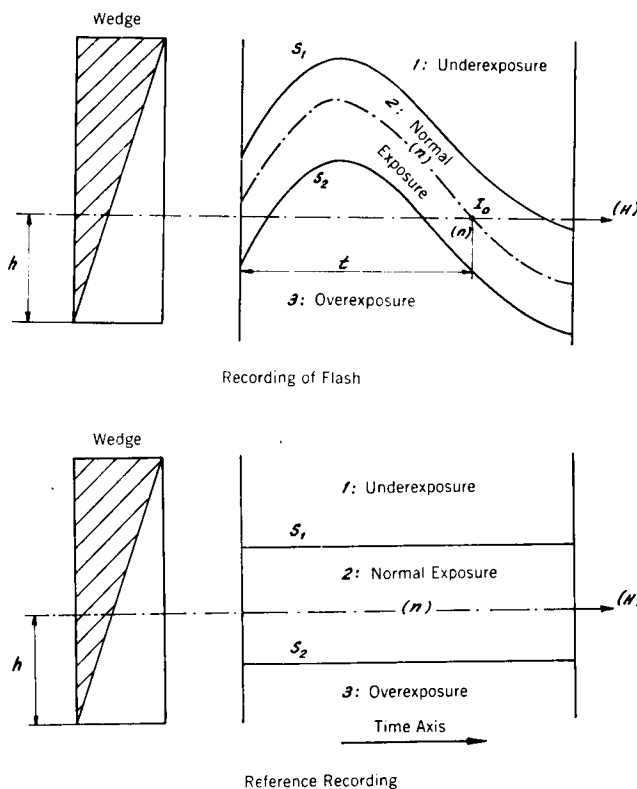 Wedge
S₁
1: Underexposure
2: Normal
(n)
Exposure
S₂
I₀
(H)
(n)
h
t
3: Overexposure
Recording of Flash
Wedge
1: Underexposure
S₁
2: Normal Exposure
(n)
(H)
S₂
h
3: Overexposure
Time Axis
Reference Recording